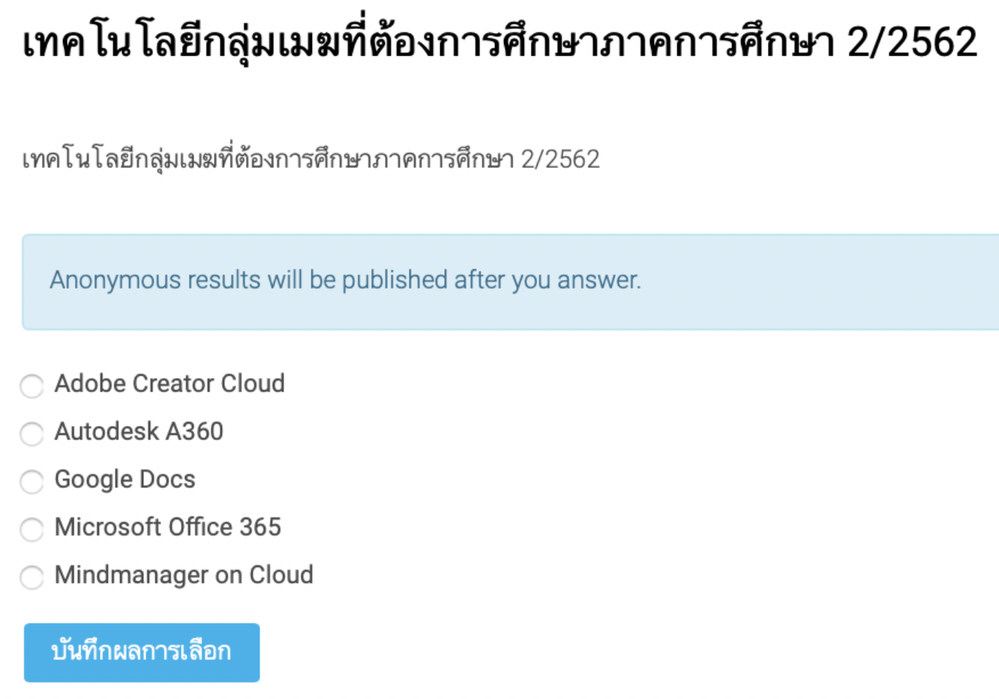 เทคโนโลยีกลุ่มเมฆที่ต้องการศึกษาภาคการศึกษา 2/2562
เทคโนโลยีกลุ่มเมฆที่ต้องการศึกษาภาคการศึกษา 2/2562
Anonymous results will be published after you answer.
Adobe Creator Cloud
Autodesk A360
Google Docs
Microsoft Office 365
Mindmanager on Cloud
บันทึกผลการเลือก